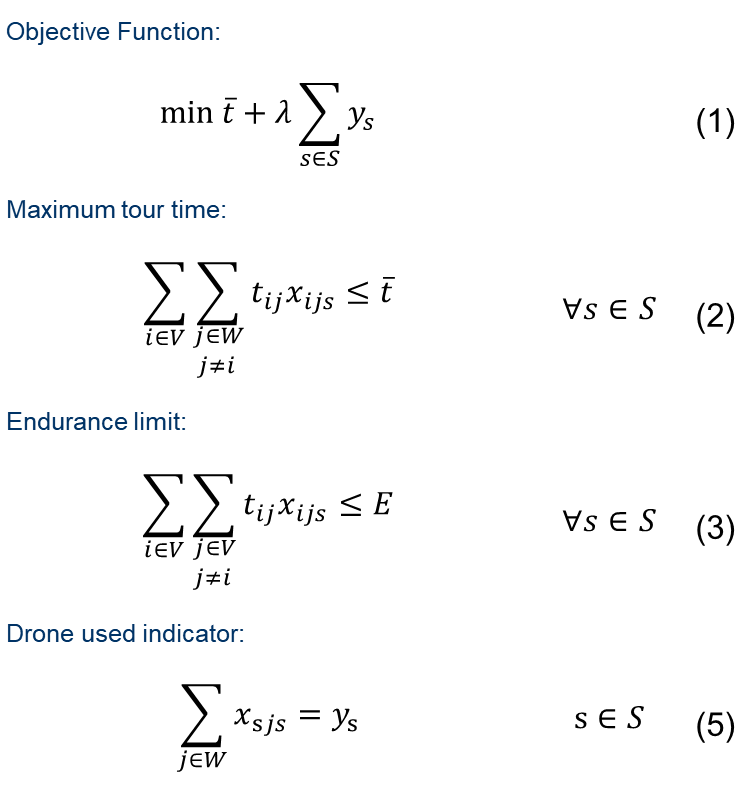 Objective Function:
min t̄ + λ ∑_{s∈S} y_s (1)
Maximum tour time:
∑_{i∈V} ∑_{j∈W, j≠i} t_{ij}x_{ijs} ≤ t̄ ∀s ∈ S (2)
Endurance limit:
∑_{i∈V} ∑_{j∈V, j≠i} t_{ij}x_{ijs} ≤ E ∀s ∈ S (3)
Drone used indicator:
∑_{j∈W} x_{sjs} = y_s s ∈ S (5)